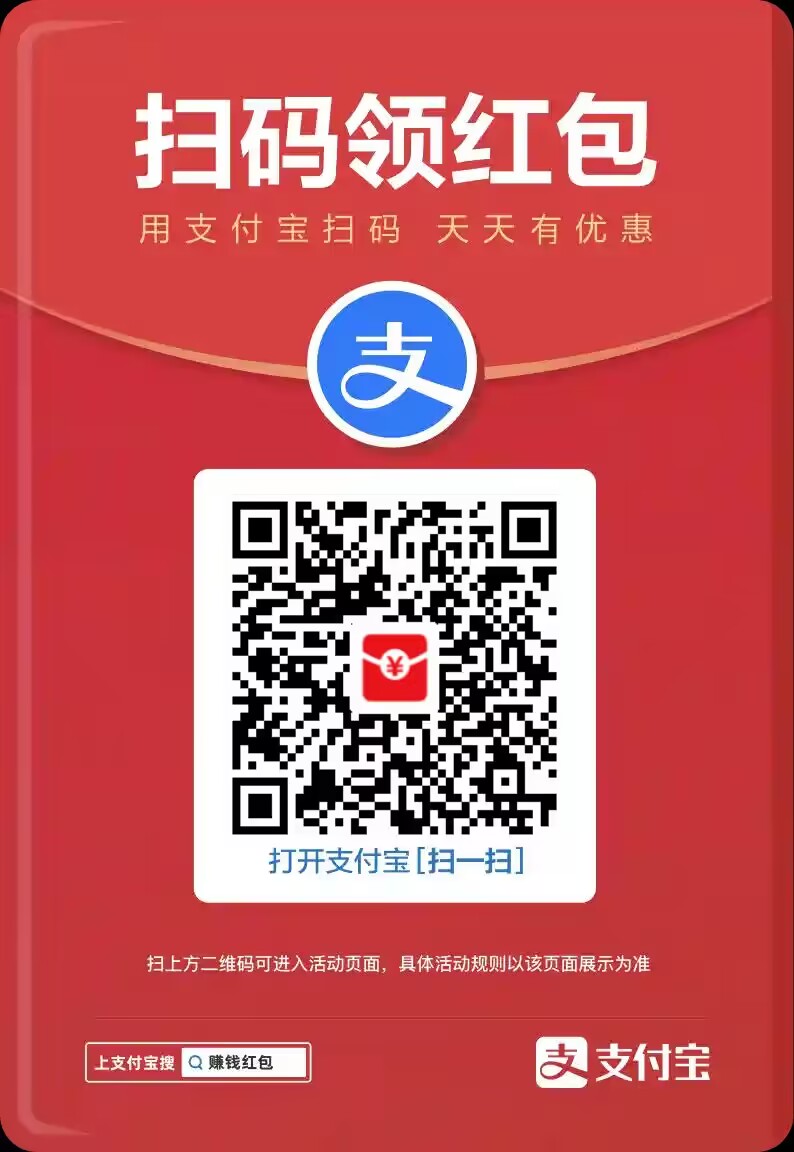 扫码领红包
用支付宝扫码 天天有优惠
支
¥
打开支付宝[扫一扫]
扫上方二维码可进入活动页面，具体活动规则以该页面展示为准
上支付宝搜 赚钱红包
支 支付宝